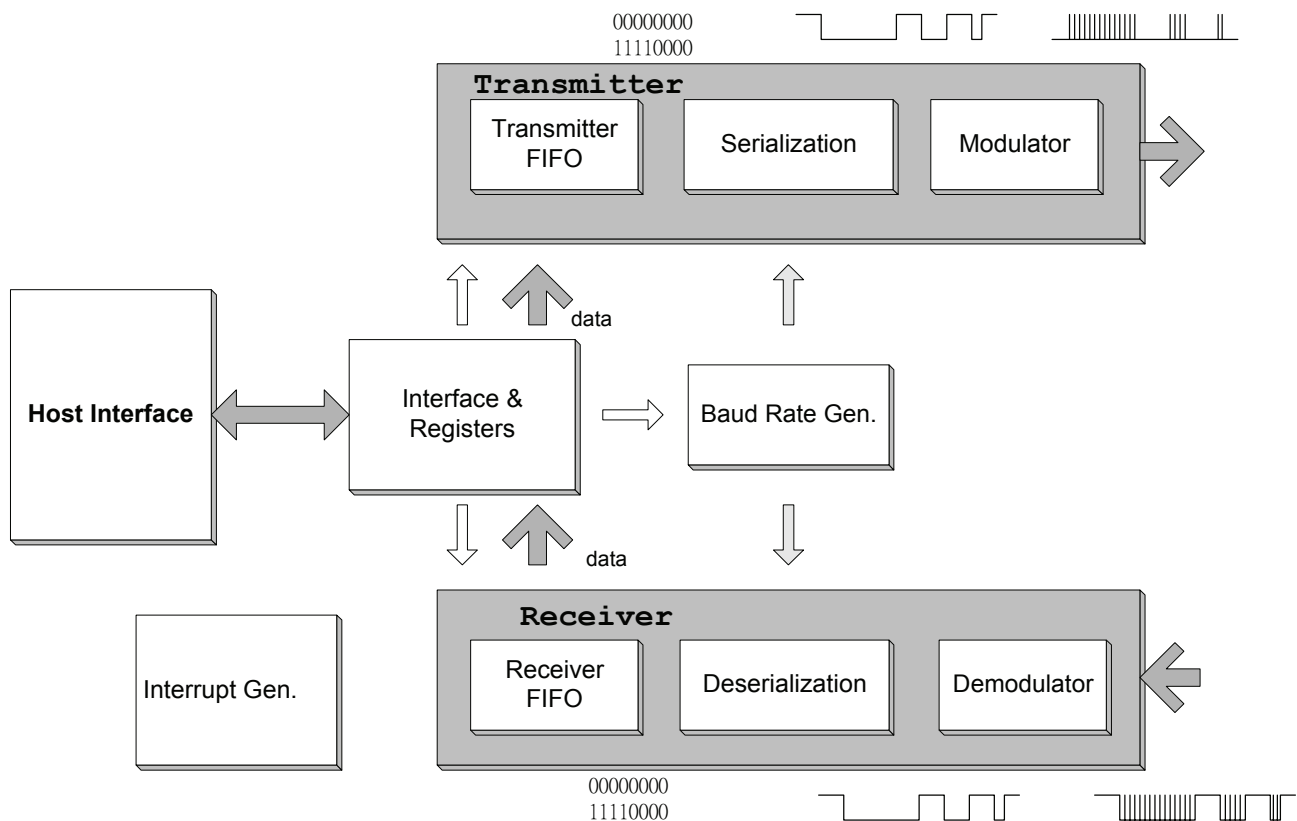 00000000
11110000
Transmitter
Transmitter
FIFO
Serialization
Modulator
data
Host Interface
Interface &
Registers
Baud Rate Gen.
data
Receiver
Interrupt Gen.
Receiver
FIFO
Deserialization
Demodulator
00000000
11110000